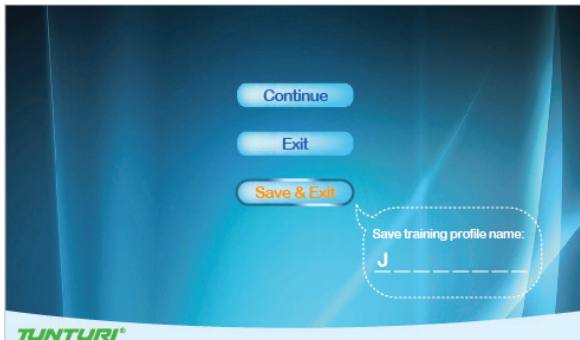 Continue
Exit
Save & Exit
Save training profile name:
J _ _ _ _ _ _ _
TUNTURI®